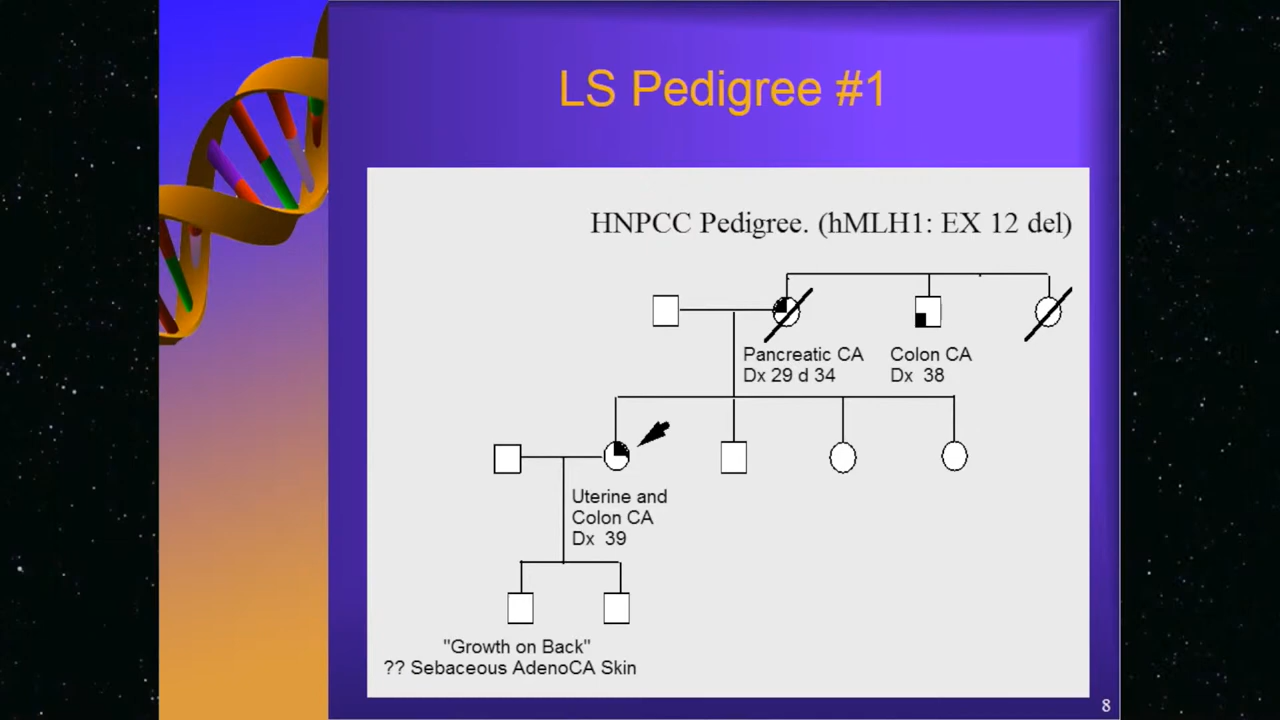 LS Pedigree #1
HNPCC Pedigree. (hMLH1: EX 12 del)
Pancreatic CA
Dx 29 d 34
Colon CA
Dx 38
Uterine and
Colon CA
Dx 39
"Growth on Back"
?? Sebaceous AdenoCA Skin
8